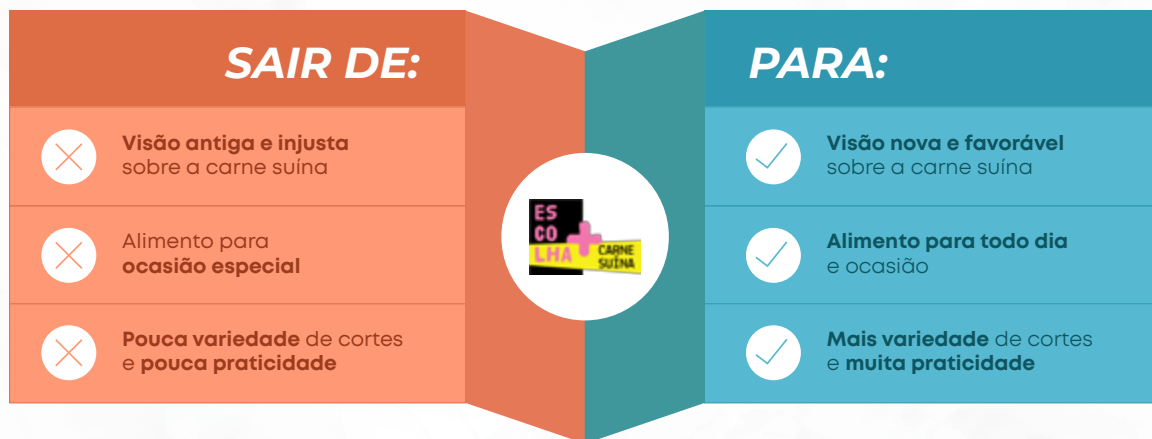 SAIR DE:
Visão antiga e injusta
sobre a carne suína
Alimento para
ocasião especial
Pouca variedade de cortes
e pouca praticidade
ES
CO
LHA
+
CARNE
SUÍNA
PARA:
Visão nova e favorável
sobre a carne suína
Alimento para todo dia
e ocasião
Mais variedade de cortes
e muita praticidade